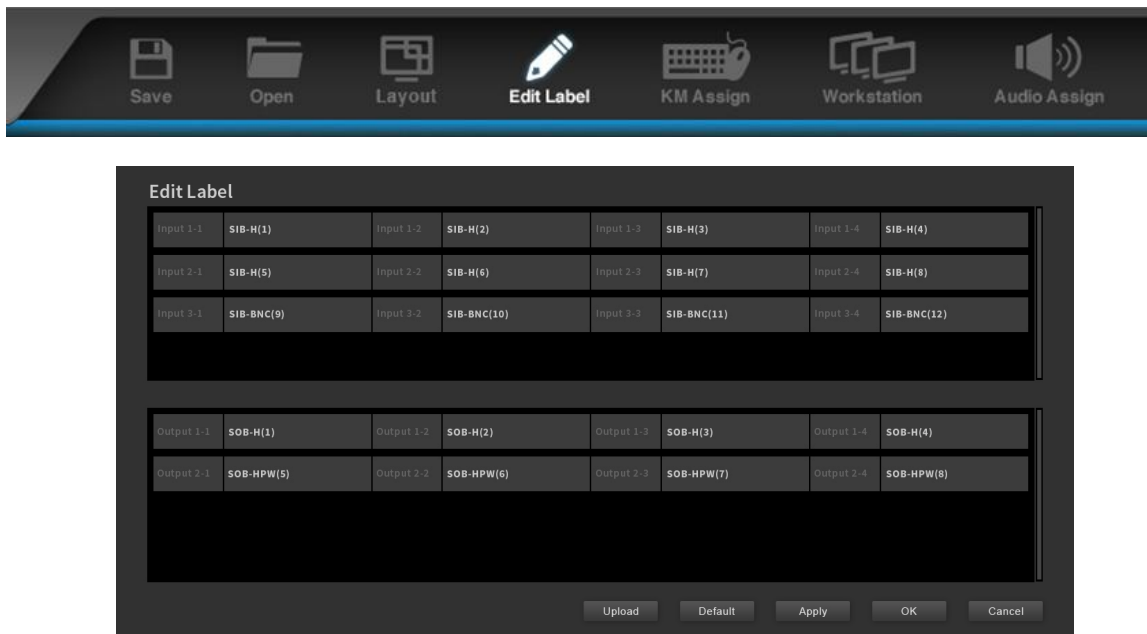 Save Open Layout Edit Label KM Assign Workstation Audio Assign
Edit Label
Input 1-1 SIB-H(1) Input 1-2 SIB-H(2) Input 1-3 SIB-H(3) Input 1-4 SIB-H(4)
Input 2-1 SIB-H(5) Input 2-2 SIB-H(6) Input 2-3 SIB-H(7) Input 2-4 SIB-H(8)
Input 3-1 SIB-BNC(9) Input 3-2 SIB-BNC(10) Input 3-3 SIB-BNC(11) Input 3-4 SIB-BNC(12)
Output 1-1 SOB-H(1) Output 1-2 SOB-H(2) Output 1-3 SOB-H(3) Output 1-4 SOB-H(4)
Output 2-1 SOB-HPW(5) Output 2-2 SOB-HPW(6) Output 2-3 SOB-HPW(7) Output 2-4 SOB-HPW(8)
Upload Default Apply OK Cancel